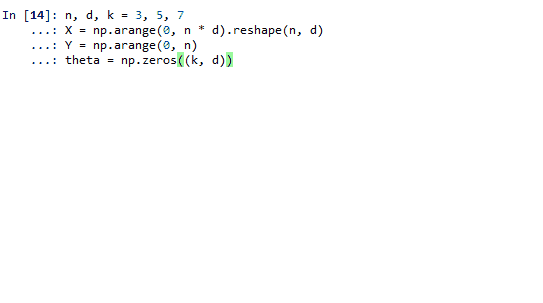 In [14]: n, d, k = 3, 5, 7
...: X = np.arange(0, n * d).reshape(n, d)
...: Y = np.arange(0, n)
...: theta = np.zeros((k, d))